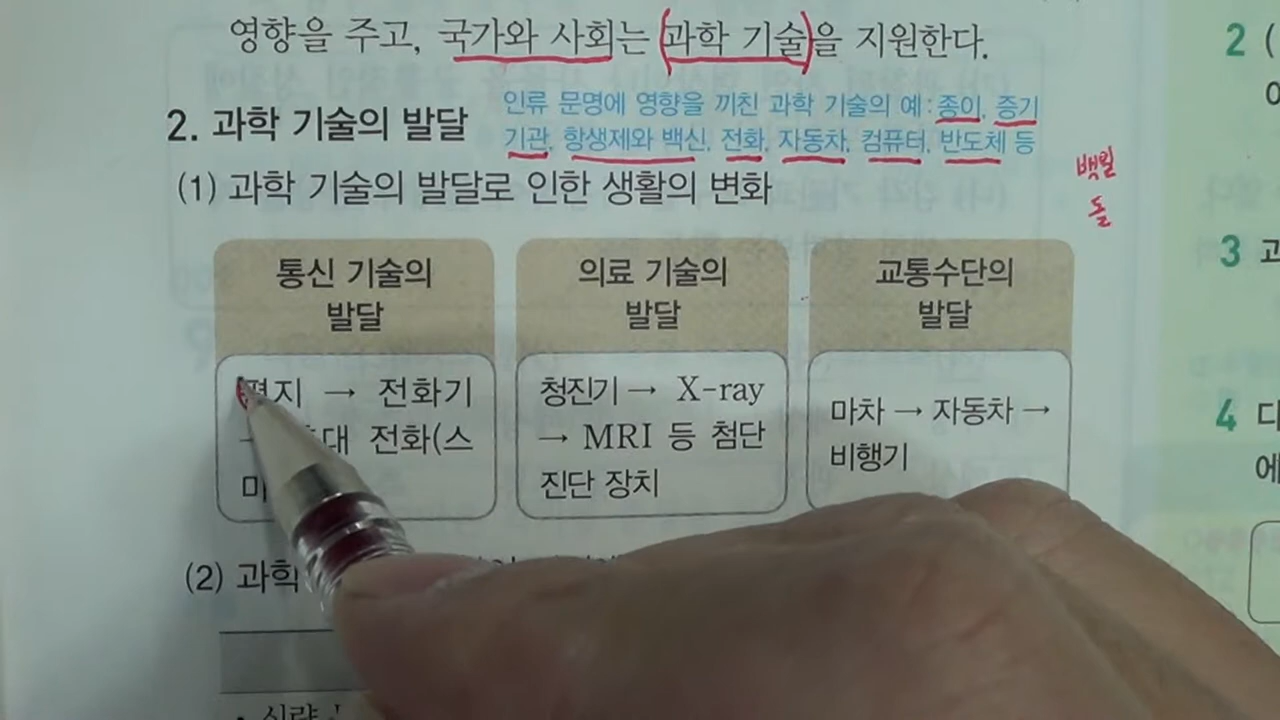 영향을 주고, 국가와 사회는 과학 기술을 지원한다.
2. 과학 기술의 발달
인류 문명에 영향을 끼친 과학 기술의 예: 종이, 증기
기관, 항생제와 백신, 전화, 자동차, 컴퓨터, 반도체 등
(1) 과학 기술의 발달로 인한 생활의 변화
통신 기술의
발달
지 → 전화기
대 전화(스
의료 기술의
발달
청진기 → X-ray
→ MRI 등 첨단
진단 장치
교통수단의
발달
마차 → 자동차 →
비행기
(2) 과학
2 (
3
4